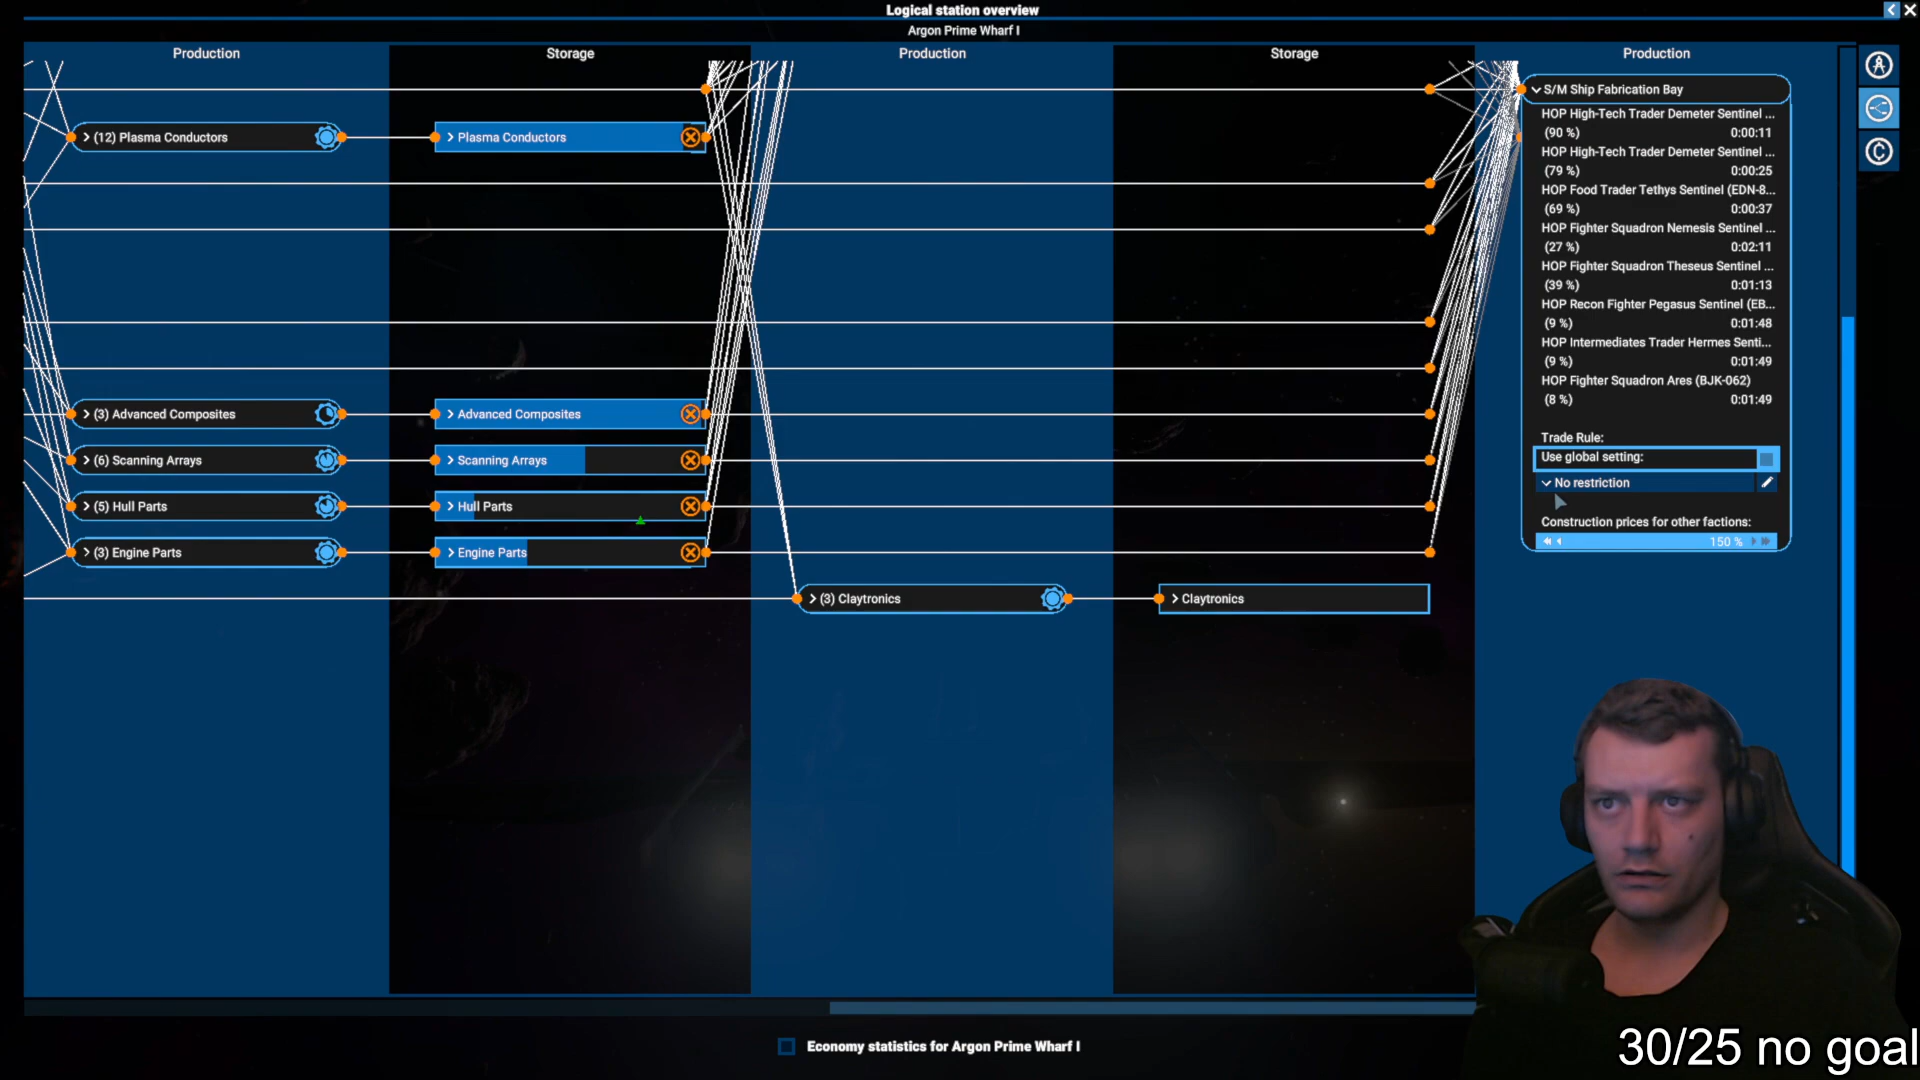 Logical station overview
Argon Prime Wharf I
Production
Storage
Production
Storage
Production
S/M Ship Fabrication Bay
HOP High-Tech Trader Demeter Sentinel ...
(90 %) 0:00:11
HOP High-Tech Trader Demeter Sentinel ...
(79 %) 0:00:25
HOP Food Trader Tethys Sentinel (EDN-8...
(69 %) 0:00:37
HOP Fighter Squadron Nemesis Sentinel ...
(27 %) 0:02:11
HOP Fighter Squadron Theseus Sentinel ...
(39 %) 0:01:13
HOP Recon Fighter Pegasus Sentinel (EB...
(9 %) 0:01:48
HOP Intermediates Trader Hermes Senti...
(9 %) 0:01:49
HOP Fighter Squadron Ares (BJK-062)
(8 %) 0:01:49
Trade Rule:
Use global setting:
No restriction
Construction prices for other factions:
150 %
(12) Plasma Conductors
Plasma Conductors
(3) Advanced Composites
Advanced Composites
(6) Scanning Arrays
Scanning Arrays
(5) Hull Parts
Hull Parts
(3) Engine Parts
Engine Parts
(3) Claytronics
Claytronics
Economy statistics for Argon Prime Wharf I
30/25 no goal